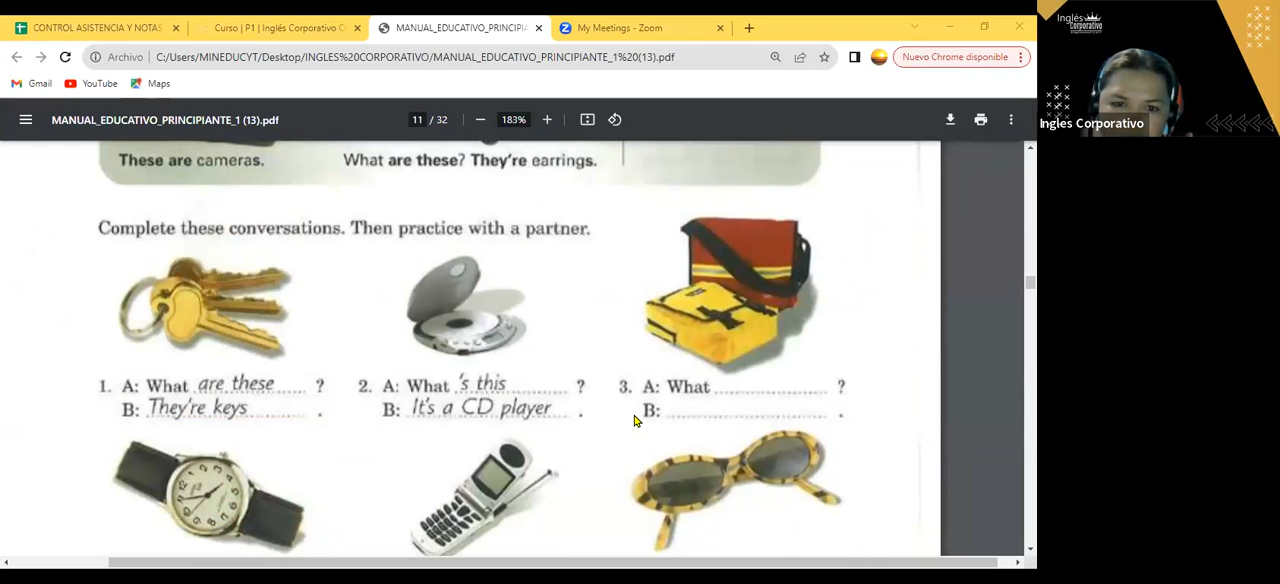 CONTROL ASISTENCIA Y NOTAS
Curso | P1 | Inglés Corporativo C
MANUAL_EDUCATIVO_PRINCIPIA
My Meetings - Zoom
Archivo
C:/Users/MINEDUCYT/Desktop/INGLES%20CORPORATIVO/MANUAL_EDUCATIVO_PRINCIPIANTE_1%20(13).pdf
Nuevo Chrome disponible
Gmail
YouTube
Maps
MANUAL_EDUCATIVO_PRINCIPIANTE_1 (13).pdf
11 / 32
183%
Inglés
Corporativo
Ingles Corporativo
These are cameras.
What are these? They're earrings.
Complete these conversations. Then practice with a partner.
1. A: What are these ?
B: They're keys .
2. A: What 's this ?
B: It's a CD player .
3. A: What ?
B: .